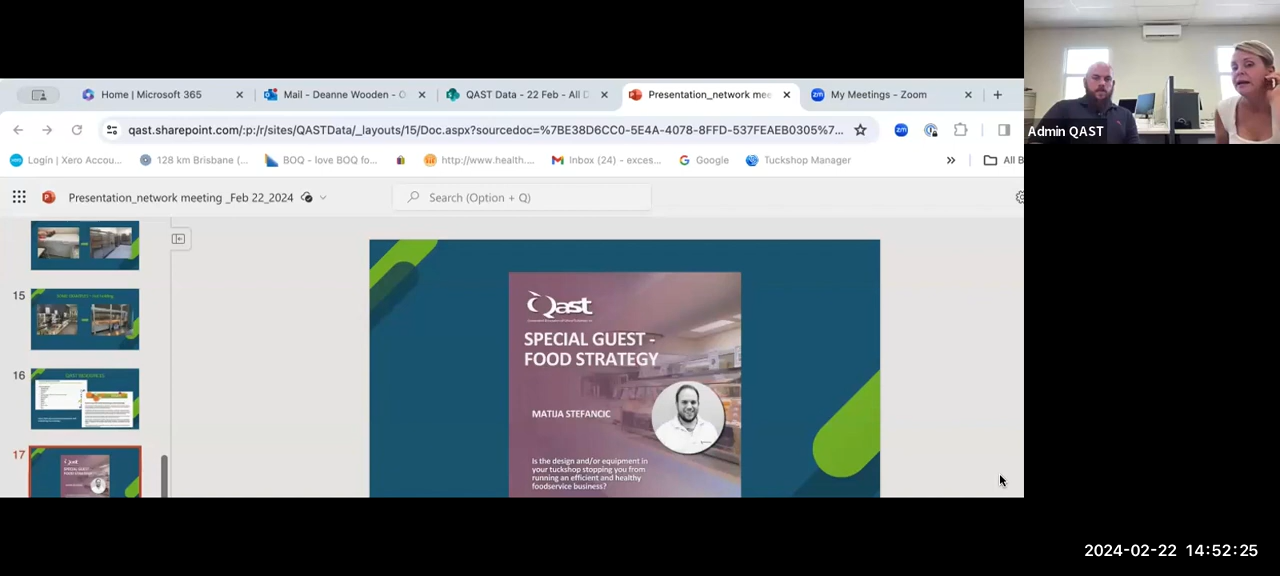 Home | Microsoft 365
Mail - Deanne Wooden - O
QAST Data - 22 Feb - All D
Presentation_network mee
My Meetings - Zoom
qast.sharepoint.com/:p:/r/sites/QASTData/_layouts/15/Doc.aspx?sourcedoc=%7BE38D6CC0-5E4A-4078-8FFD-537FEAEB0305%7...
Login | Xero Accou...
128 km Brisbane (...
BOQ - love BOQ fo...
http://www.health....
Inbox (24) - exces...
Google
Tuckshop Manager
»
All B
Presentation_network meeting _Feb 22_2024
Search (Option + Q)
15
16
17
Qast
SPECIAL GUEST -
FOOD STRATEGY
MATIJA STEFANCIC
Is the design and/or equipment in
your tuckshop stopping you from
running an efficient and healthy
foodservice business?
Admin QAST
2024-02-22 14:52:25